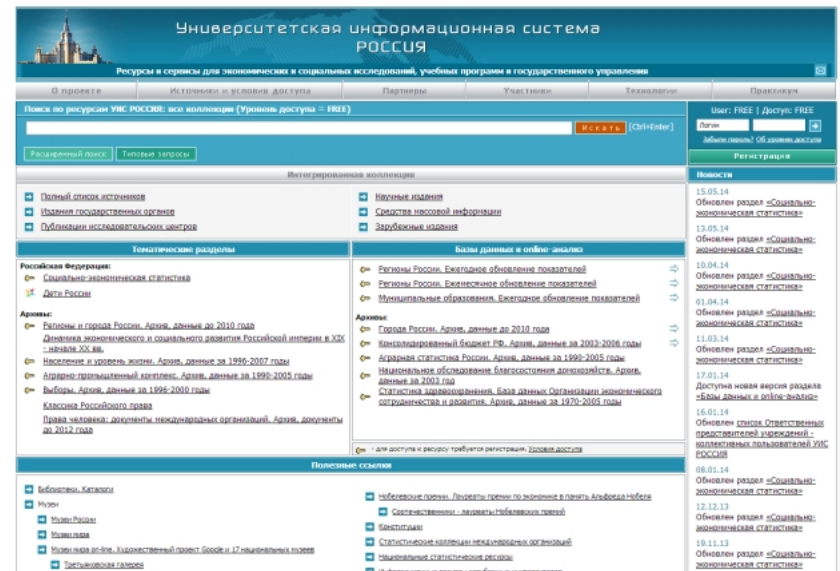 Университетская информационная система
РОССИЯ
Ресурсы и сервисы для экономических и социальных исследований, учебных программ и государственного управления
О проекте
Источники и условия доступа
Партнеры
Участники
Технологии
Практикум
Поиск по ресурсам УИС РОССИЯ: все коллекции (Уровень доступа = FREE)
Искать [Ctrl+Enter]
Расширенный поиск
Типовые запросы
User: FREE | Доступ: FREE
Логин
Забыли пароль? Об уровнях доступа
Регистрация
Интегрированная коллекция
Полный список источников
Издания государственных органов
Публикации исследовательских центров
Научные издания
Средства массовой информации
Зарубежные издания
Тематические разделы
Российская Федерация:
Социально-экономическая статистика
Дети России
Архивы:
Регионы и города России. Архив, данные до 2010 года
Динамика экономического и социального развития Российской империи в XIX
- начале XX вв.
Население и уровень жизни. Архив, данные за 1996-2007 годы
Аграрно-промышленный комплекс. Архив, данные за 1990-2005 годы
Выборы. Архив, данные за 1996-2000 годы
Классика Российского права
Права человека: документы международных организаций. Архив, документы
до 2012 года
Базы данных и online-анализ
Регионы России. Ежегодное обновление показателей
Регионы России. Ежемесячное обновление показателей
Муниципальные образования. Ежегодное обновление показателей
Архивы:
Города России. Архив, данные до 2010 года
Консолидированный бюджет РФ. Архив, данные за 2003-2006 годы
Аграрная статистика России. Архив, данные за 1990-2005 годы
Национальное обследование благосостояния домохозяйств. Архив,
данные за 2003 год
Статистика здравоохранения. База данных Организации экономического
сотрудничества и развития. Архив, данные за 1970-2005 годы
- для доступа к ресурсу требуется регистрация. Условия доступа
Полезные ссылки
Библиотеки. Каталоги
Музеи
Музеи России
Музеи мира
Музеи мира on-line. Художественный проект Google и 17 национальных музеев
Третьяковская галерея
Нобелевские премии. Лауреаты премии по экономике в память Альфреда Нобеля
Соотечественники - лауреаты Нобелевских премий
Конституции
Статистические коллекции международных организаций
Национальные статистические ресурсы
Новости
15.05.14
Обновлен раздел «Социально-
экономическая статистика»
13.05.14
Обновлен раздел «Социально-
экономическая статистика»
10.04.14
Обновлен раздел «Социально-
экономическая статистика»
01.04.14
Обновлен раздел «Социально-
экономическая статистика»
11.03.14
Обновлен раздел «Социально-
экономическая статистика»
17.01.14
Доступна новая версия раздела
«Базы данных и online-анализ»
16.01.14
Обновлен список Ответственных
представителей учреждений -
коллективных пользователей УИС
РОССИЯ
08.01.14
Обновлен раздел «Социально-
экономическая статистика»
12.12.13
Обновлен раздел «Социально-
экономическая статистика»
19.11.13
Обновлен раздел «Социально-
экономическая статистика»